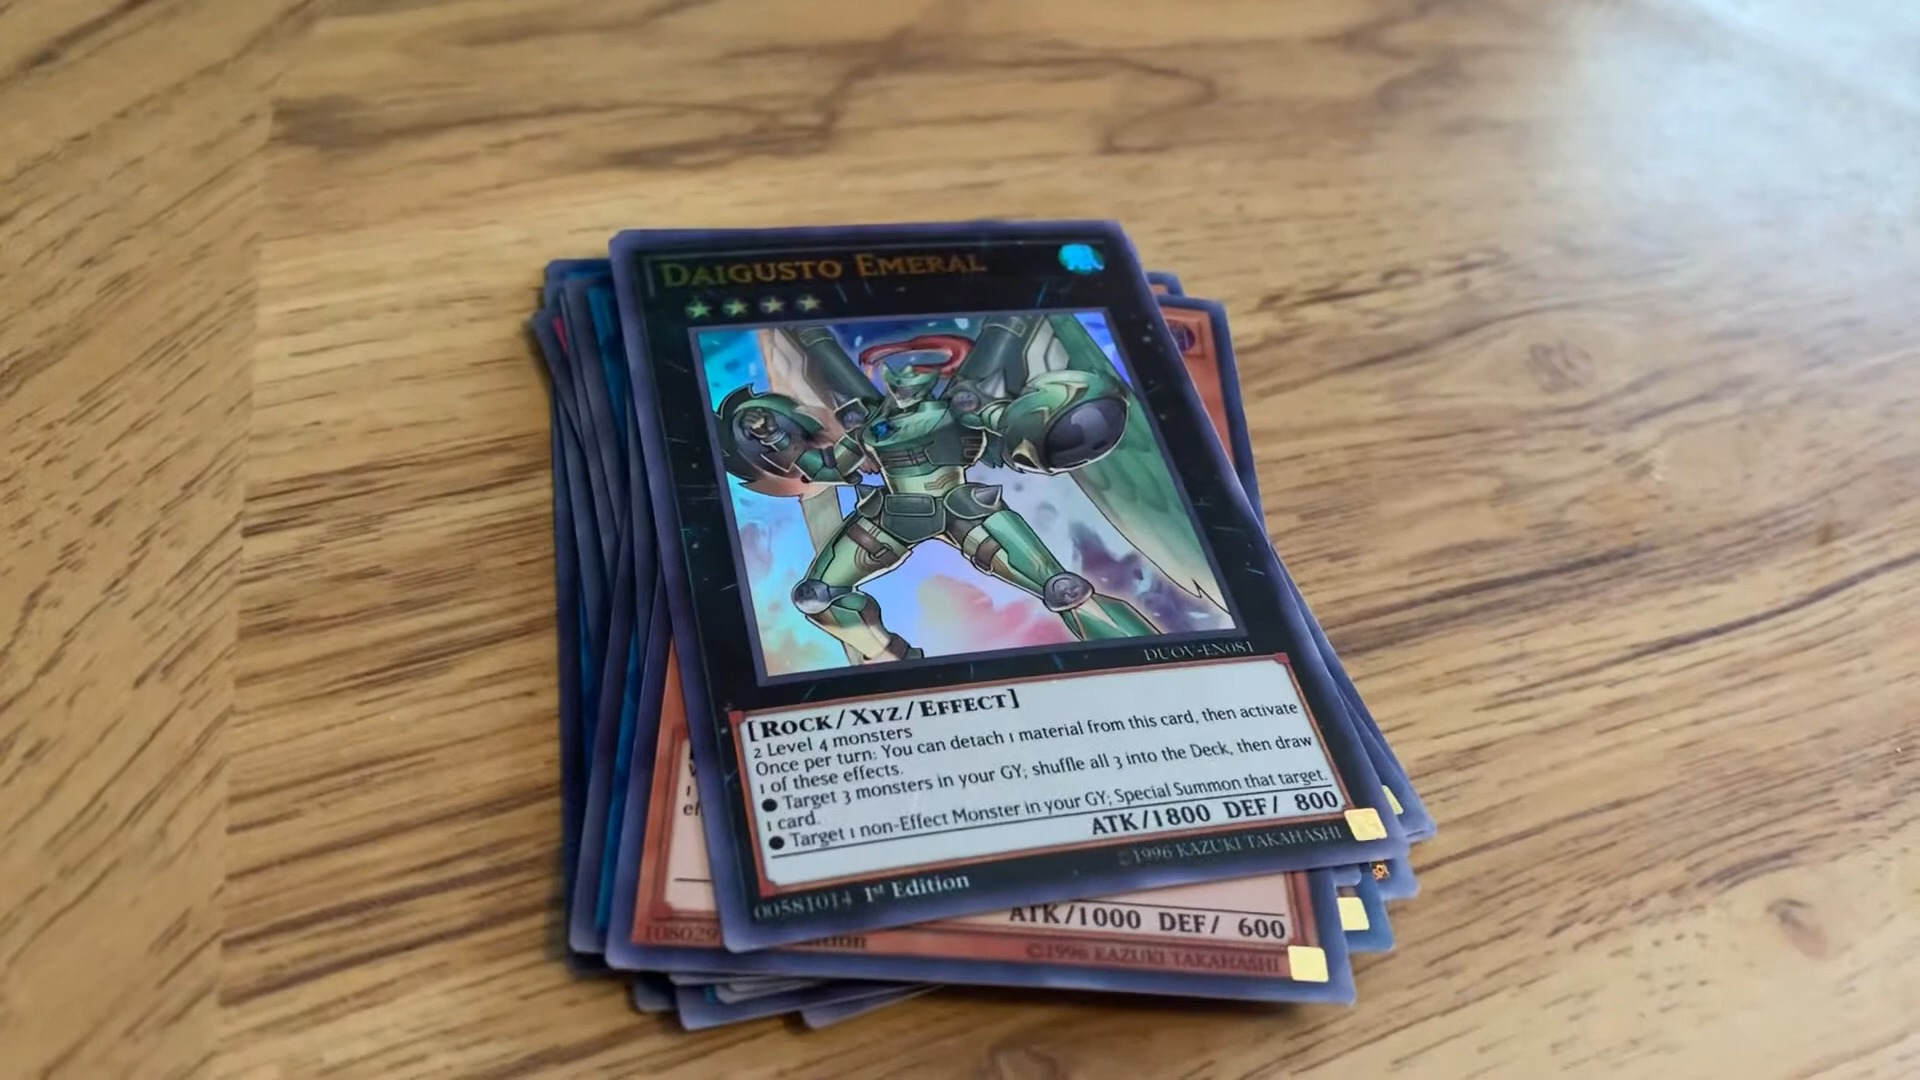 DAIGUSTO EMERAL
DUOV-EN081
[ROCK/XYZ/EFFECT]
2 Level 4 monsters
Once per turn: You can detach 1 material from this card, then activate
1 of these effects.
● Target 3 monsters in your GY; shuffle all 3 into the Deck, then draw
1 card.
● Target 1 non-Effect Monster in your GY; Special Summon that target.
ATK/1800 DEF/ 800
00581014 1st Edition
©1996 KAZUKI TAKAHASHI
ATK/1000 DEF/ 600
©1996 KAZUKI TAKAHASHI